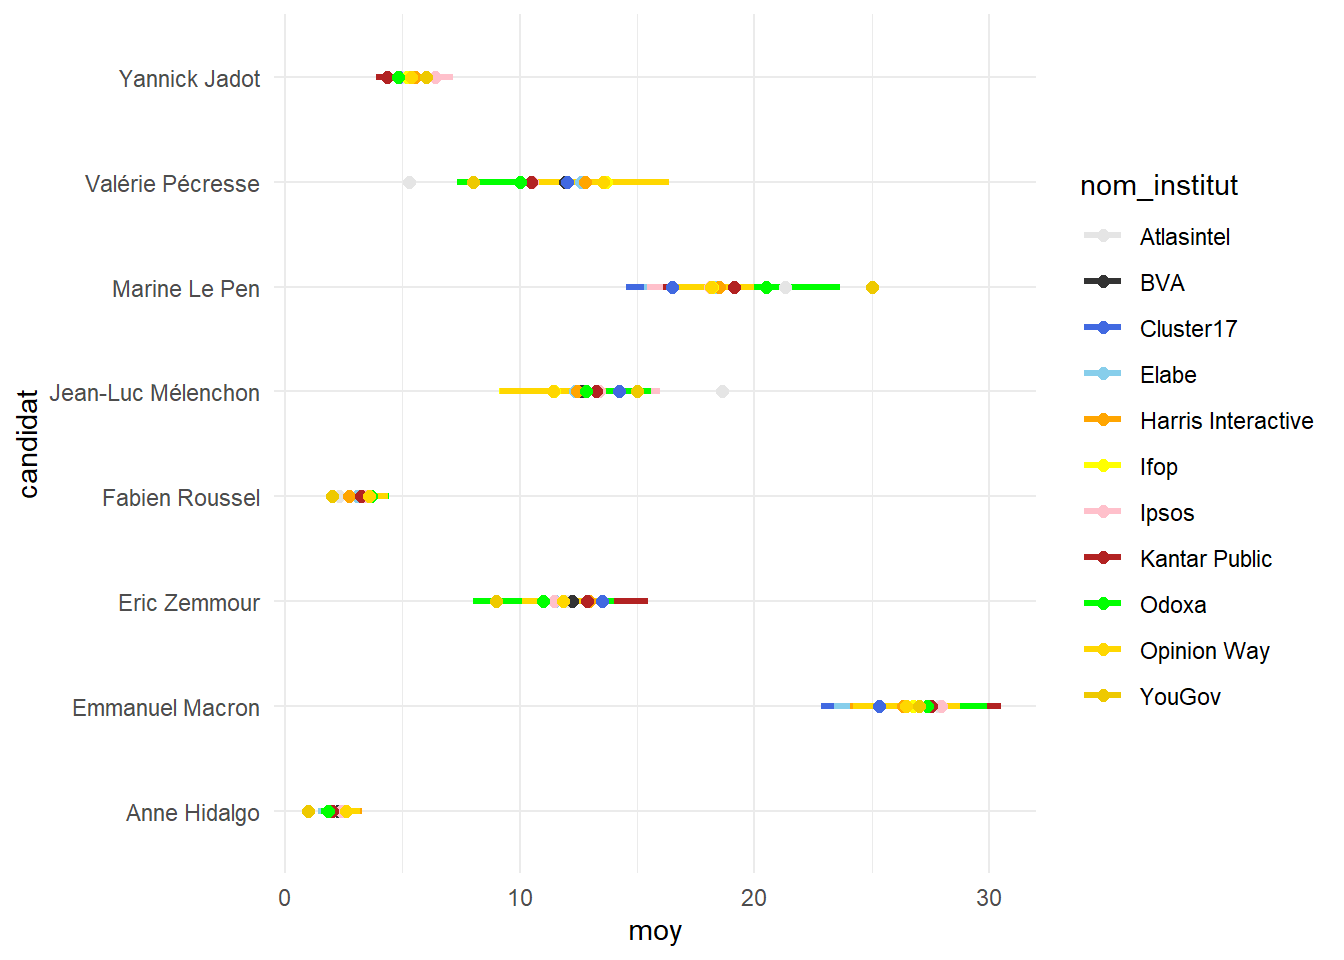 Yannick Jadot
Valérie Pécresse
Marine Le Pen
Jean-Luc Mélenchon
Fabien Roussel
Eric Zemmour
Emmanuel Macron
Anne Hidalgo
candidat
0
10
20
30
moy
nom_institut
Atlasintel
BVA
Cluster17
Elabe
Harris Interactive
Ifop
Ipsos
Kantar Public
Odoxa
Opinion Way
YouGov